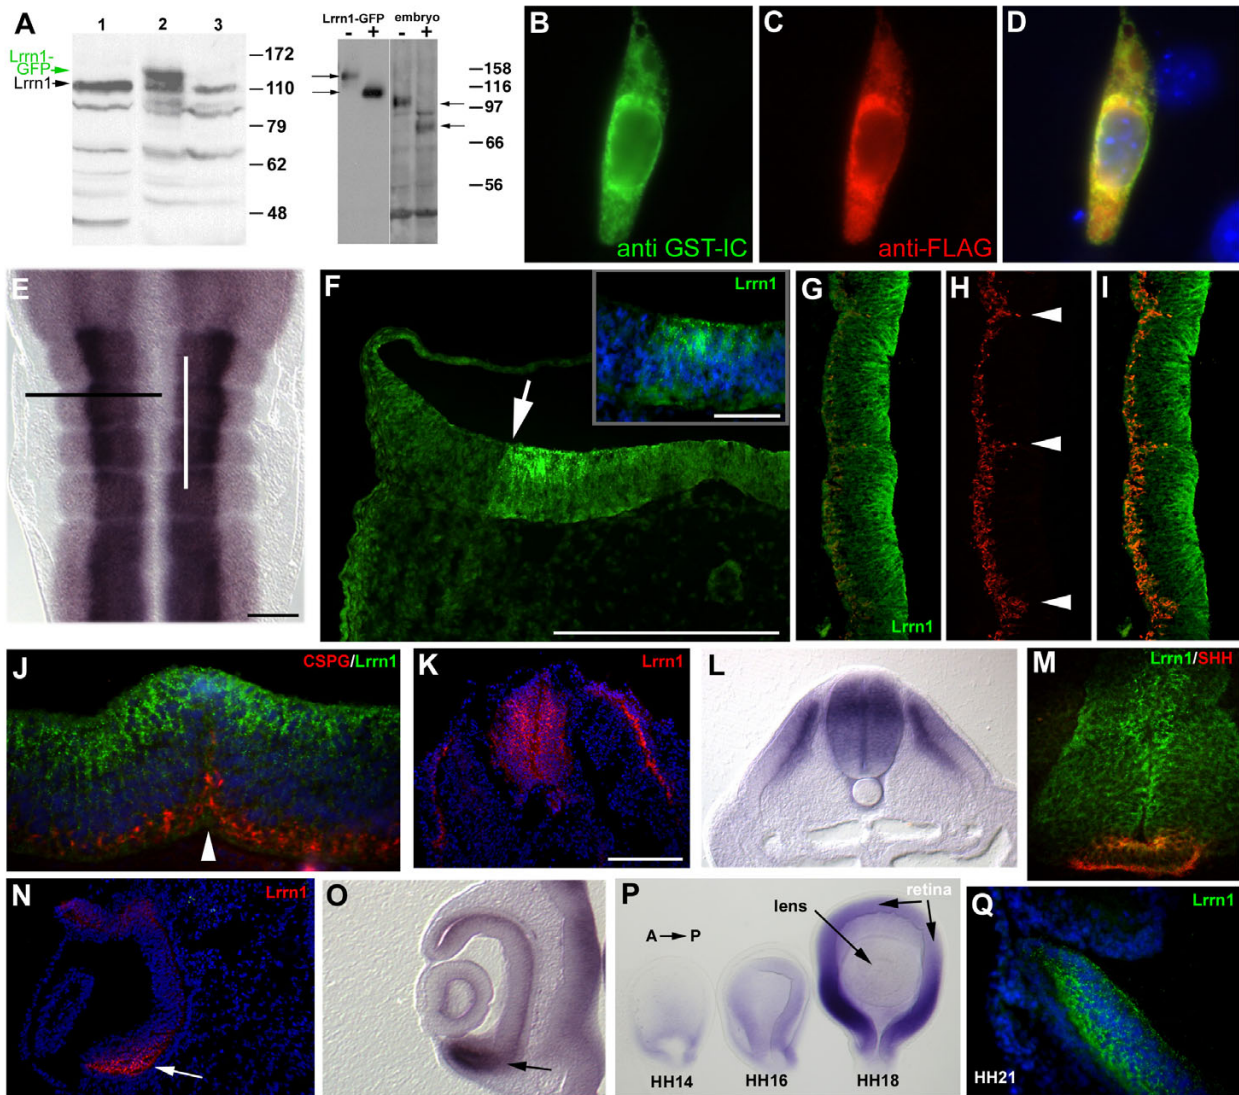 A
1 2 3
Lrrn1-
GFP
Lrrn1
172
110
79
62
48
Lrrn1-GFP embryo
- + - +
158
116
97
66
56
B
anti GST-IC
C
anti-FLAG
D
E
F
Lrrn1
G
Lrrn1
H
I
J
CSPG/Lrrn1
K
Lrrn1
L
M
Lrrn1/SHH
N
Lrrn1
O
P
A P
lens
retina
HH14 HH16 HH18
Q
Lrrn1
HH21